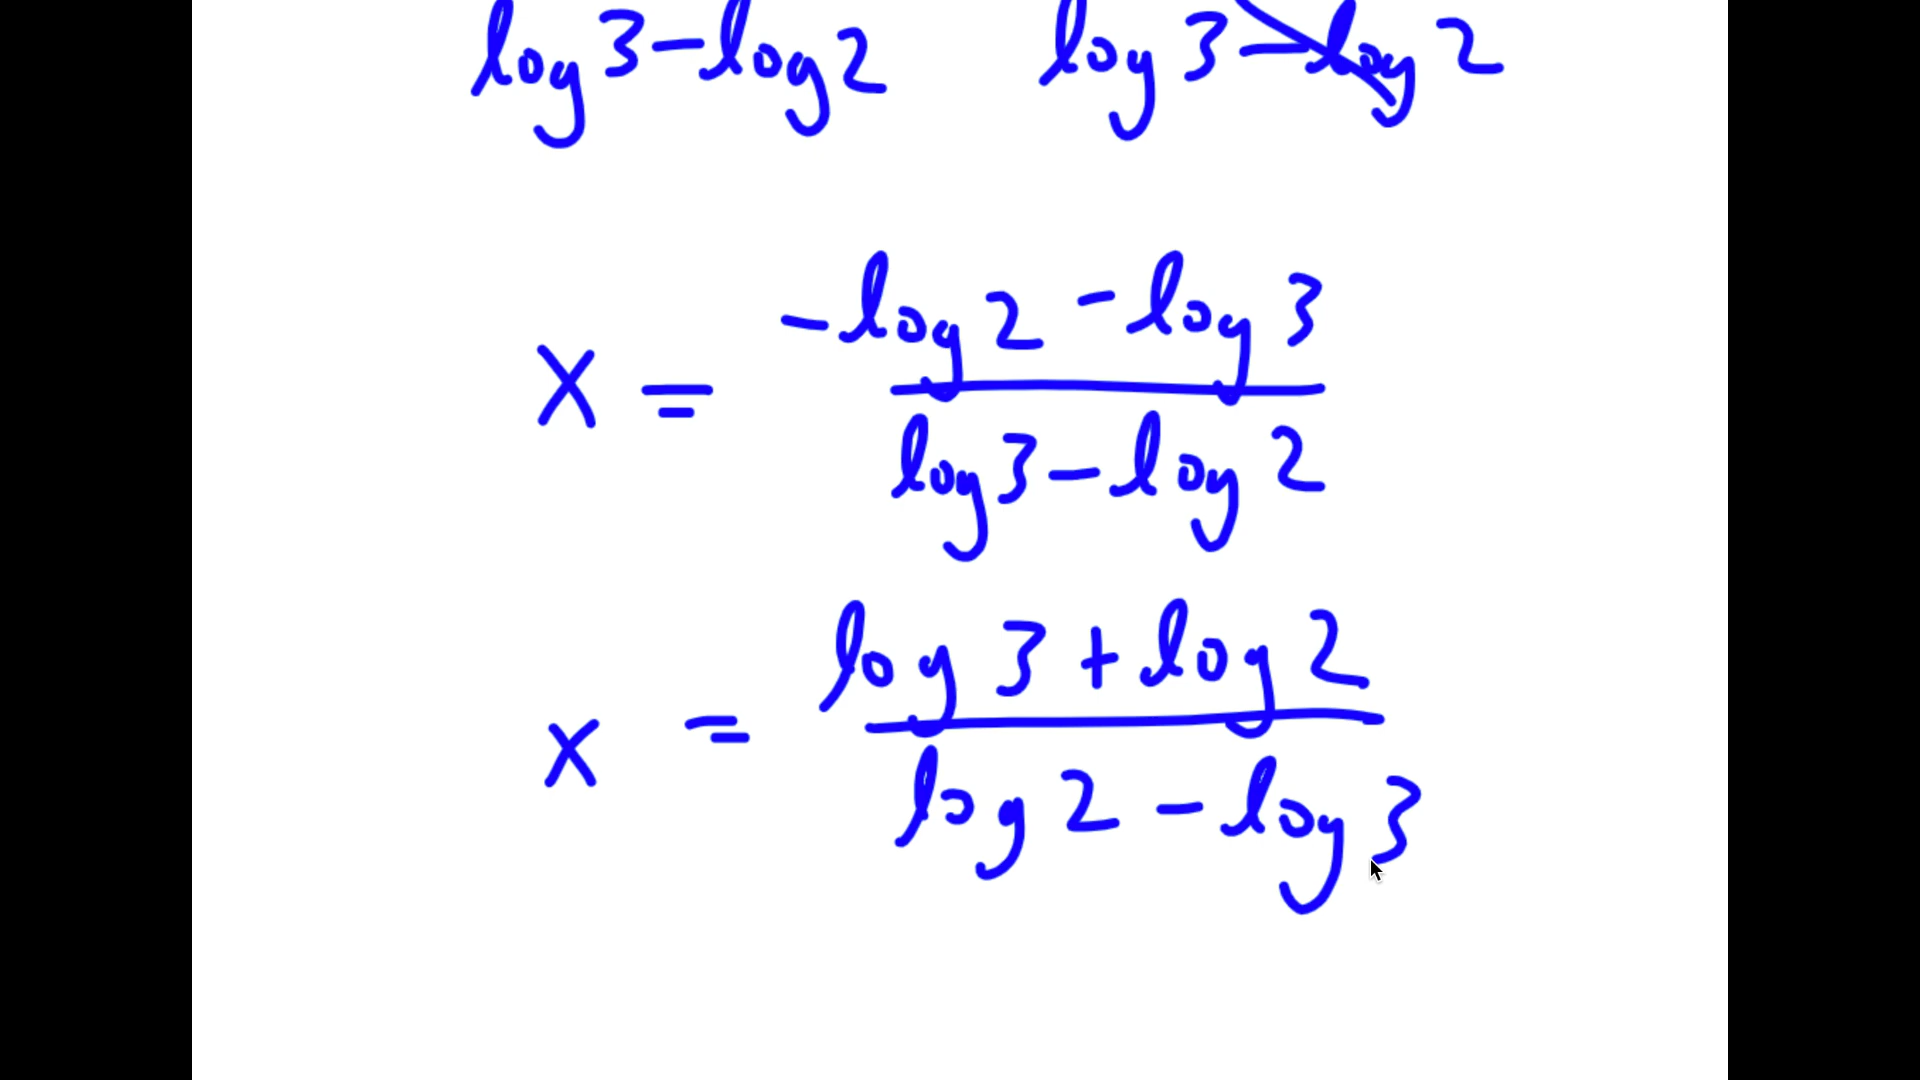 log 3 - log 2 log 3 - log 2
x = -log 2 - log 3
log 3 - log 2
x = log 3 + log 2
log 2 - log 3